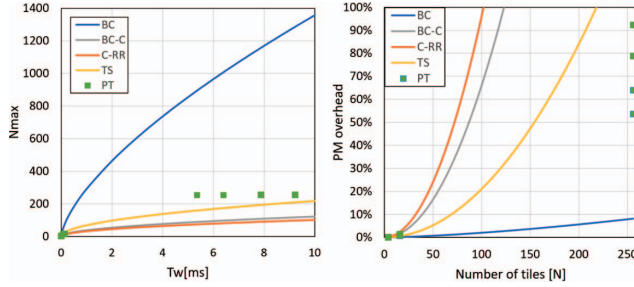 1400
1200
1000
800
600
400
200
0
Nmax
BC
BC-C
C-RR
TS
PT
0 2 4 6 8 10
Tw[ms]
100%
90%
80%
70%
60%
50%
40%
30%
20%
10%
0%
PM overhead
BC
BC-C
C-RR
TS
PT
0 50 100 150 200 250
Number of tiles [N]